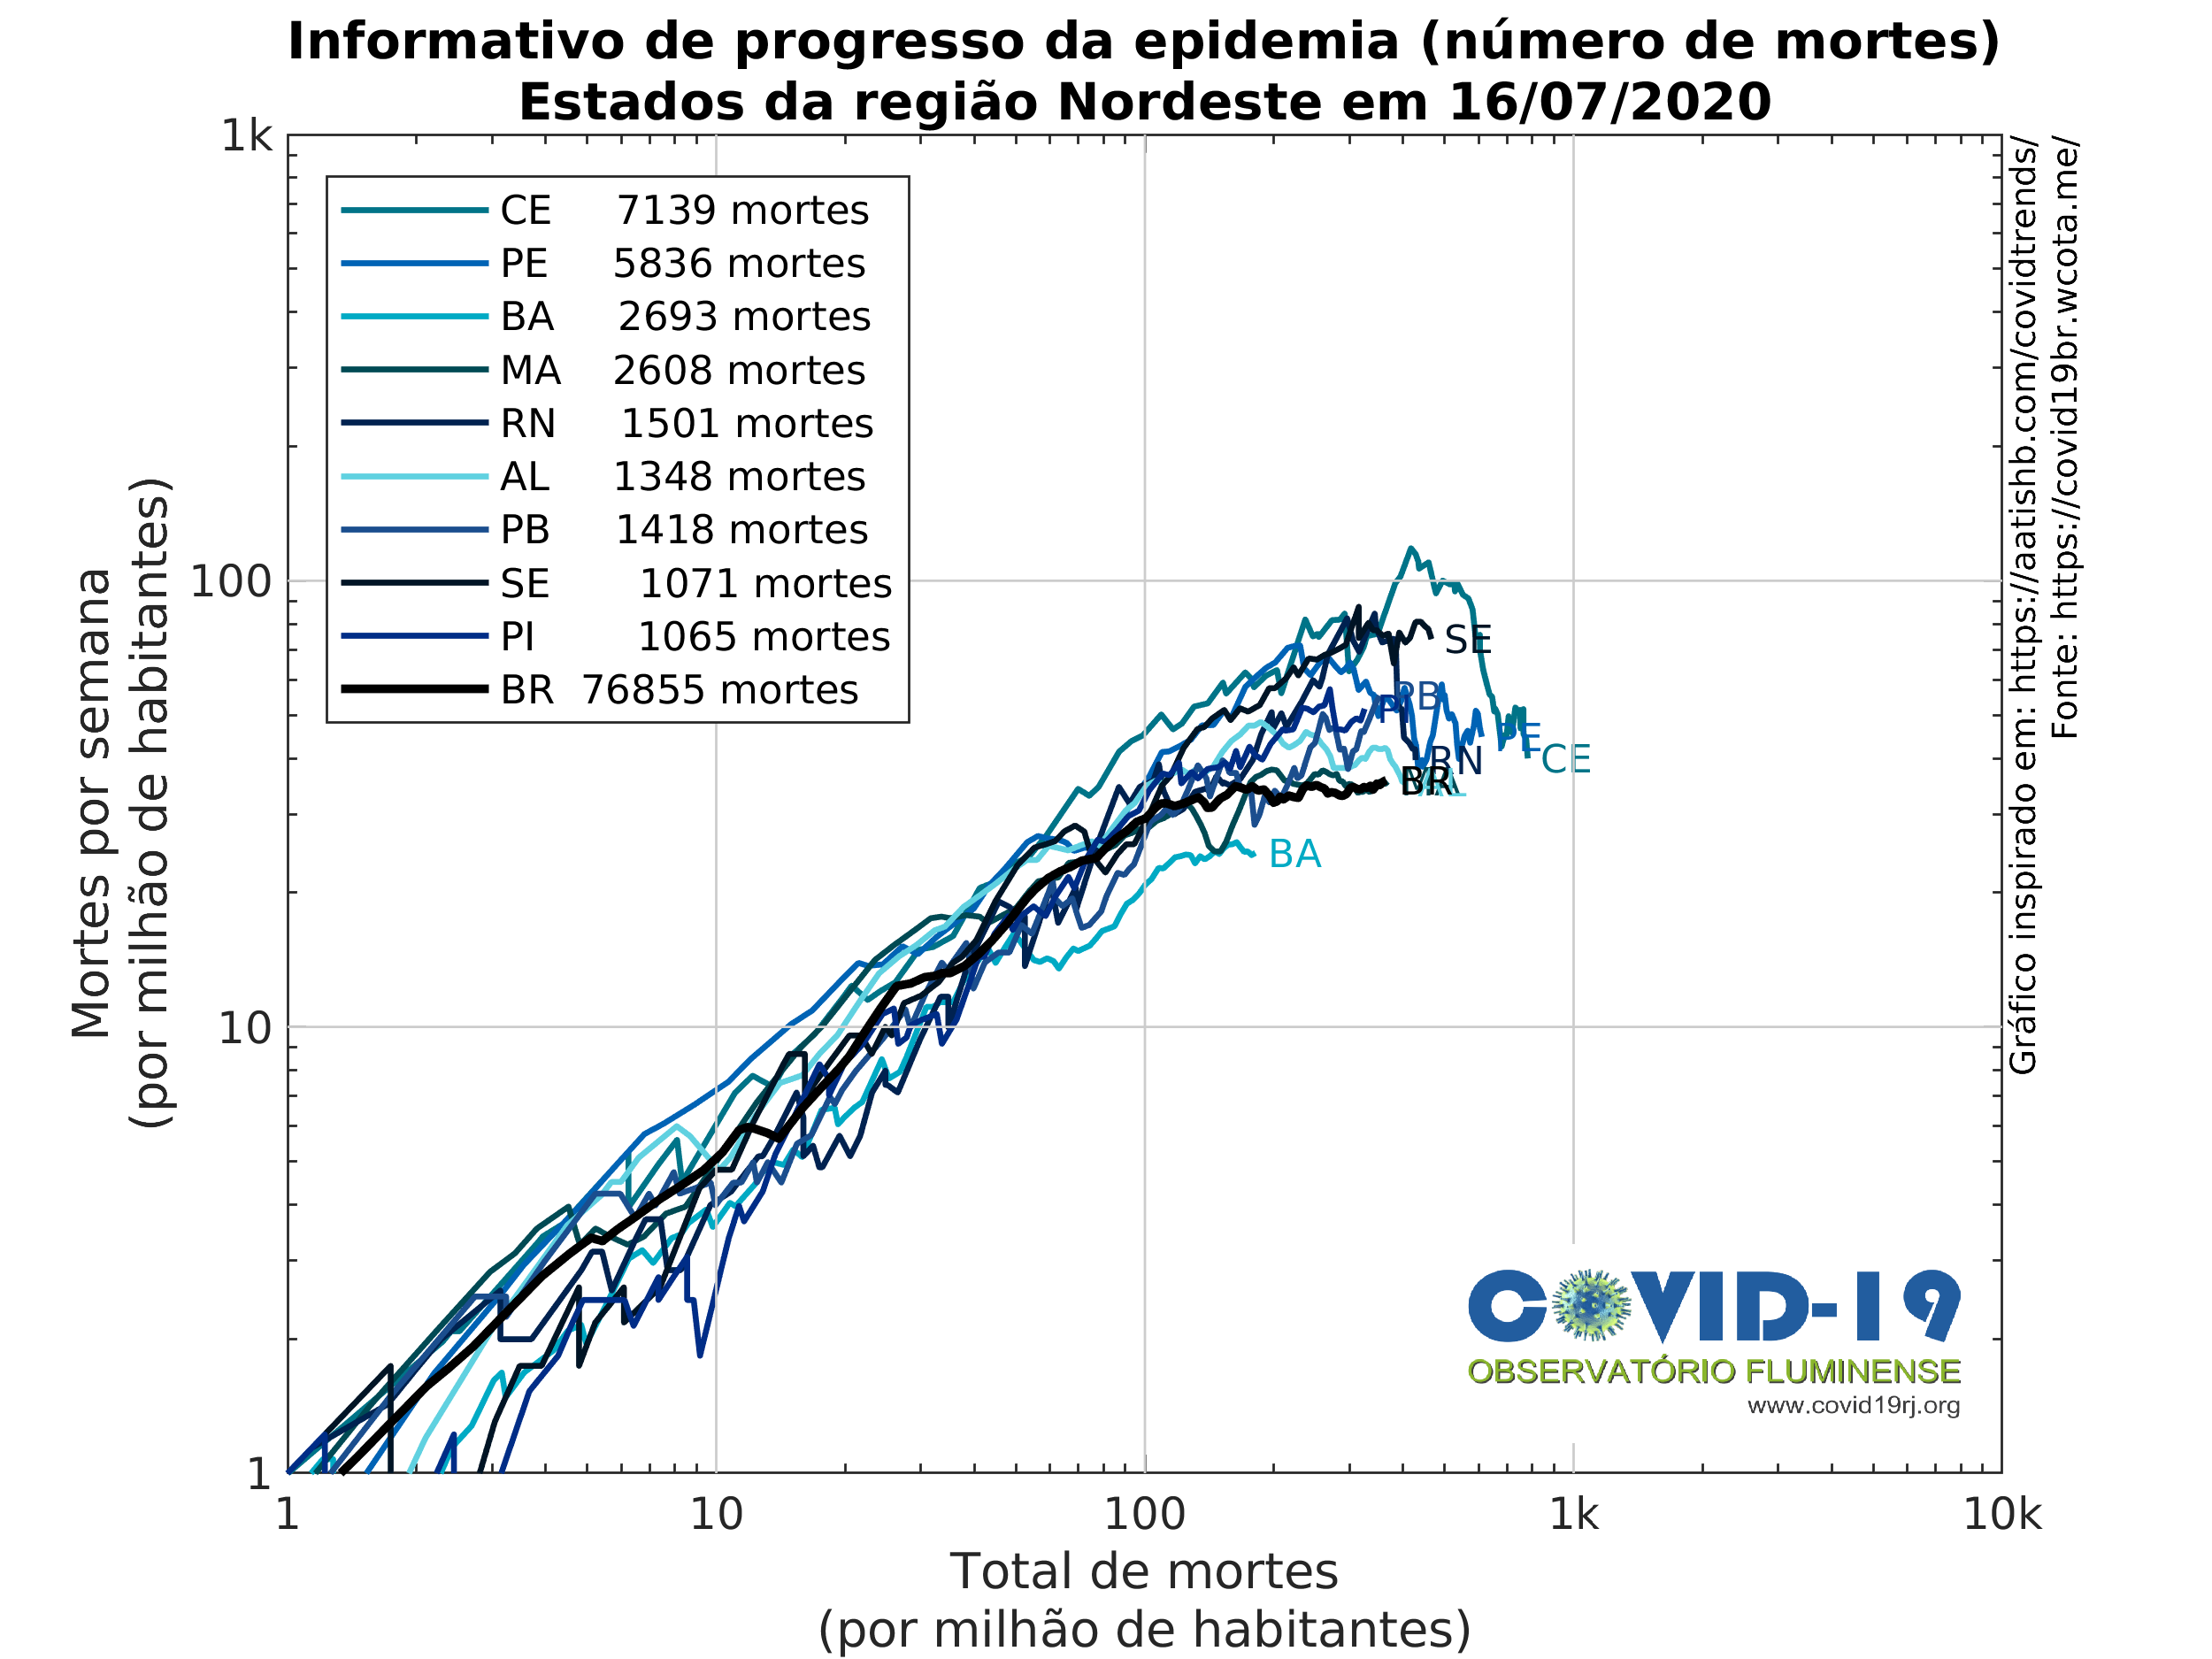 Informativo de progresso da epidemia (número de mortes)
Estados da região Nordeste em 16/07/2020
1k
100
10
1
Mortes por semana
(por milhão de habitantes)
CE 7139 mortes
PE 5836 mortes
BA 2693 mortes
MA 2608 mortes
RN 1501 mortes
AL 1348 mortes
PB 1418 mortes
SE 1071 mortes
PI 1065 mortes
BR 76855 mortes
SE
PB
PI
RN
CE
BR
BA
Gráfico inspirado em: https://aatishb.com/covidtrends/
Fonte: https://covid19br.wcota.me/
COVID-19
OBSERVATÓRIO FLUMINENSE
www.covid19rj.org
1
10
100
1k
10k
Total de mortes
(por milhão de habitantes)